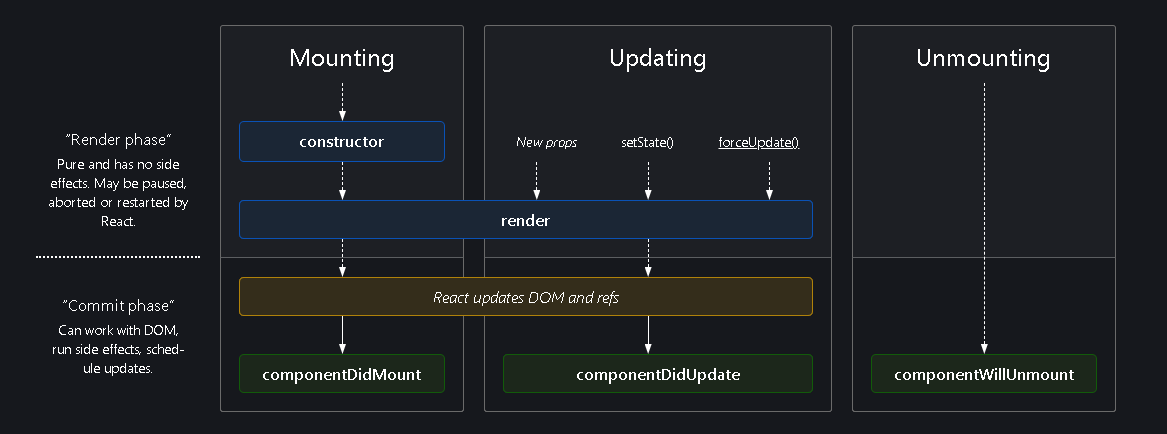 Mounting
Updating
Unmounting
"Render phase"
Pure and has no side
effects. May be paused,
aborted or restarted by
React.
constructor
New props
setState()
forceUpdate()
render
"Commit phase"
Can work with DOM,
run side effects, sched-
ule updates.
React updates DOM and refs
componentDidMount
componentDidUpdate
componentWillUnmount